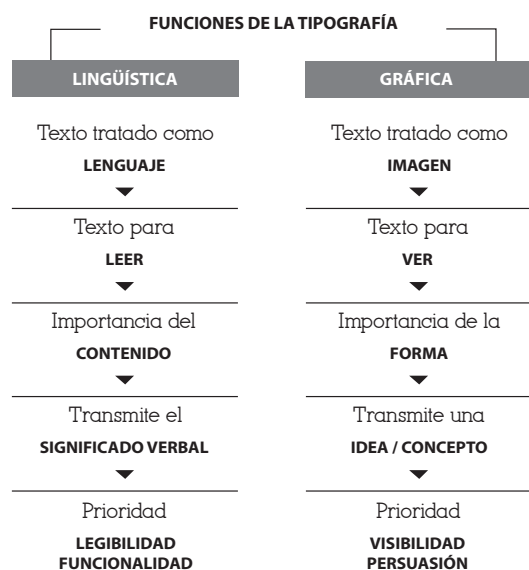 FUNCIONES DE LA TIPOGRAFÍA
LINGÜÍSTICA
Texto tratado como
LENGUAJE
Texto para
LEER
Importancia del
CONTENIDO
Transmite el
SIGNIFICADO VERBAL
Prioridad
LEGIBILIDAD
FUNCIONALIDAD
GRÁFICA
Texto tratado como
IMAGEN
Texto para
VER
Importancia de la
FORMA
Transmite una
IDEA / CONCEPTO
Prioridad
VISIBILIDAD
PERSUASIÓN